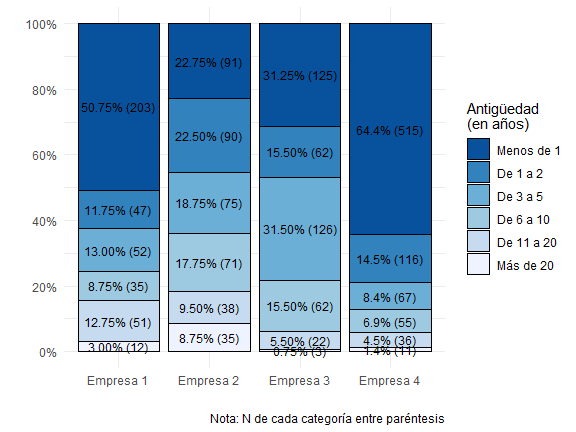 100%
80%
60%
40%
20%
0%
50.75% (203)
11.75% (47)
13.00% (52)
8.75% (35)
12.75% (51)
3.00% (12)
22.75% (91)
22.50% (90)
18.75% (75)
17.75% (71)
9.50% (38)
8.75% (35)
31.25% (125)
15.50% (62)
31.50% (126)
15.50% (62)
5.50% (22)
0.75% (3)
64.4% (515)
14.5% (116)
8.4% (67)
6.9% (55)
4.5% (36)
1.4% (11)
Empresa 1
Empresa 2
Empresa 3
Empresa 4
Antigüedad
(en años)
Menos de 1
De 1 a 2
De 3 a 5
De 6 a 10
De 11 a 20
Más de 20
Nota: N de cada categoría entre paréntesis